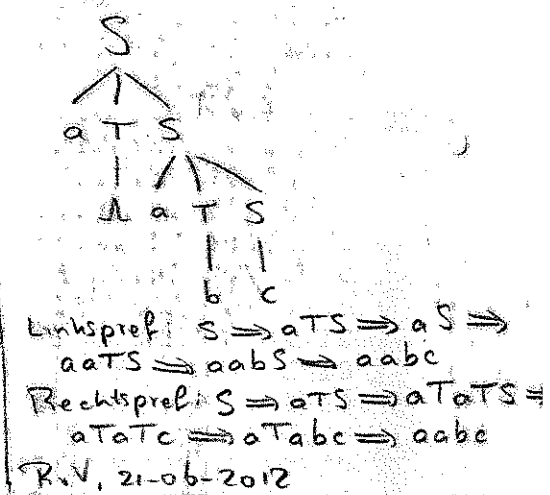 S
a T S
Λ a T S
b c
Linkspref: S ⇒ aTS ⇒ aS ⇒
aaTS ⇒ aabS ⇒ aabc
Rechtspref: S ⇒ aTS ⇒ aTaTS ⇒
aTaTc ⇒ aTabc ⇒ aabc
R.V, 21-06-2012